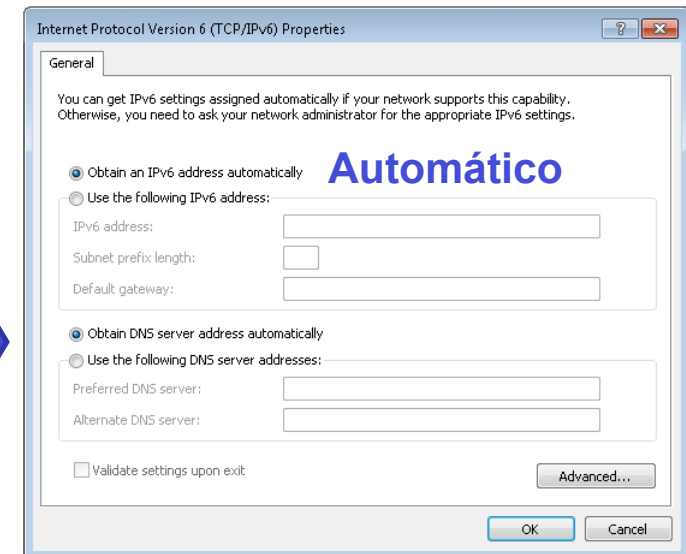 Internet Protocol Version 6 (TCP/IPv6) Properties
General
You can get IPv6 settings assigned automatically if your network supports this capability.
Otherwise, you need to ask your network administrator for the appropriate IPv6 settings.
Obtain an IPv6 address automatically
Automático
Use the following IPv6 address:
IPv6 address:
Subnet prefix length:
Default gateway:
Obtain DNS server address automatically
Use the following DNS server addresses:
Preferred DNS server:
Alternate DNS server:
Validate settings upon exit
Advanced...
OK
Cancel